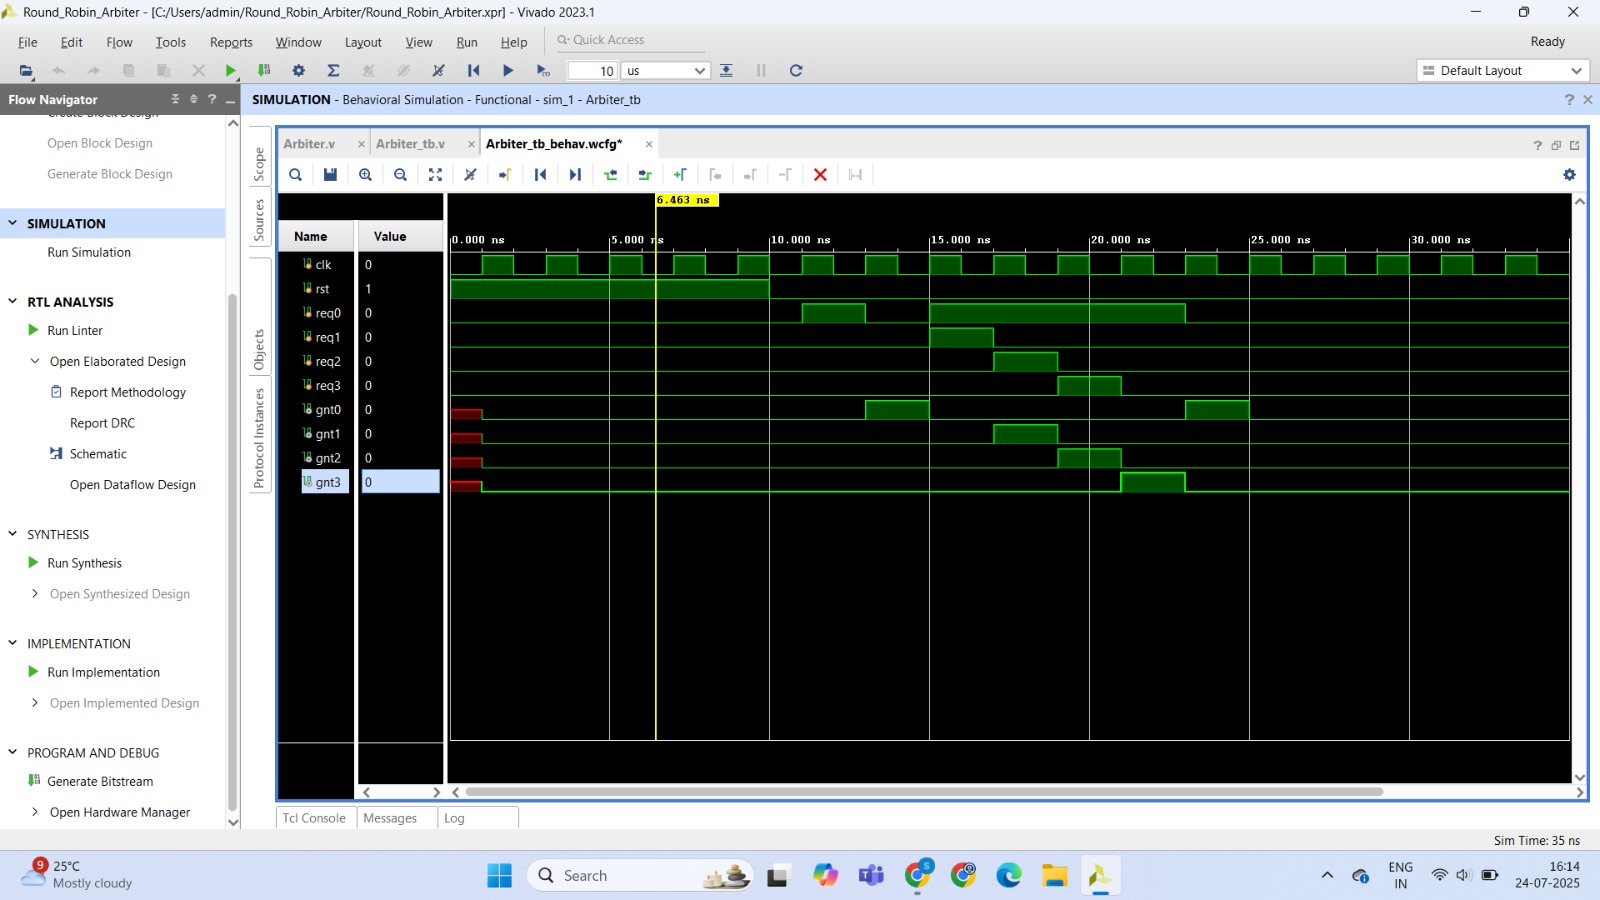 Round_Robin_Arbiter - [C:/Users/admin/Round_Robin_Arbiter/Round_Robin_Arbiter.xpr] - Vivado 2023.1
File Edit Flow Tools Reports Window Layout View Run Help Quick Access Ready
10 us Default Layout
Flow Navigator
SIMULATION - Behavioral Simulation - Functional - sim_1 - Arbiter_tb
Create Block Design
Open Block Design
Generate Block Design
SIMULATION
Run Simulation
RTL ANALYSIS
Run Linter
Open Elaborated Design
Report Methodology
Report DRC
Schematic
Open Dataflow Design
SYNTHESIS
Run Synthesis
Open Synthesized Design
IMPLEMENTATION
Run Implementation
Open Implemented Design
PROGRAM AND DEBUG
Generate Bitstream
Open Hardware Manager
Scope
Sources
Objects
Protocol Instances
Arbiter.v Arbiter_tb.v Arbiter_tb_behav.wcfg*
6.463 ns
Name Value
0.000 ns 5.000 ns 10.000 ns 15.000 ns 20.000 ns 25.000 ns 30.000 ns
clk 0
rst 1
req0 0
req1 0
req2 0
req3 0
gnt0 0
gnt1 0
gnt2 0
gnt3 0
Tcl Console Messages Log
Sim Time: 35 ns
9
25°C
Mostly cloudy
Search
S
ENG
IN
16:14
24-07-2025